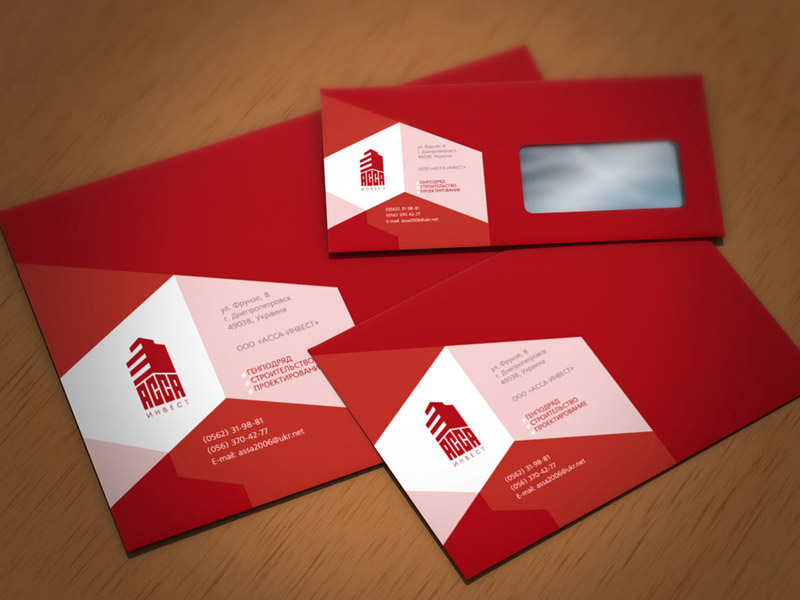 ул. Фрунзе, 8
г. Днепропетровск
49038, Украина
ООО «АССА-ИНВЕСТ»
АССА
ИНВЕСТ
ГЕНПОДРЯД
СТРОИТЕЛЬСТВО
ПРОЕКТИРОВАНИЕ
(0562) 31-98-81
(056) 370-42-77
E-mail: assa2006@ukr.net
ул. Фрунзе, 8
г. Днепропетровск
49038, Украина
ООО «АССА-ИНВЕСТ»
АССА
ИНВЕСТ
ГЕНПОДРЯД
СТРОИТЕЛЬСТВО
ПРОЕКТИРОВАНИ
(0562) 31-98-81
(056) 370-42-77
E-mail: assa2006@ukr.net
ул. Фрунзе, 8
г. Днепропетровск
49038, Украина
ООО «АССА-ИНВЕСТ»
АССА
ИНВЕСТ
ГЕНПОДРЯД
СТРОИТЕЛЬСТВО
ПРОЕКТИРОВАНИЕ
(0562) 31-98-81
(056) 370-42-77
E-mail: assa2006@ukr.net